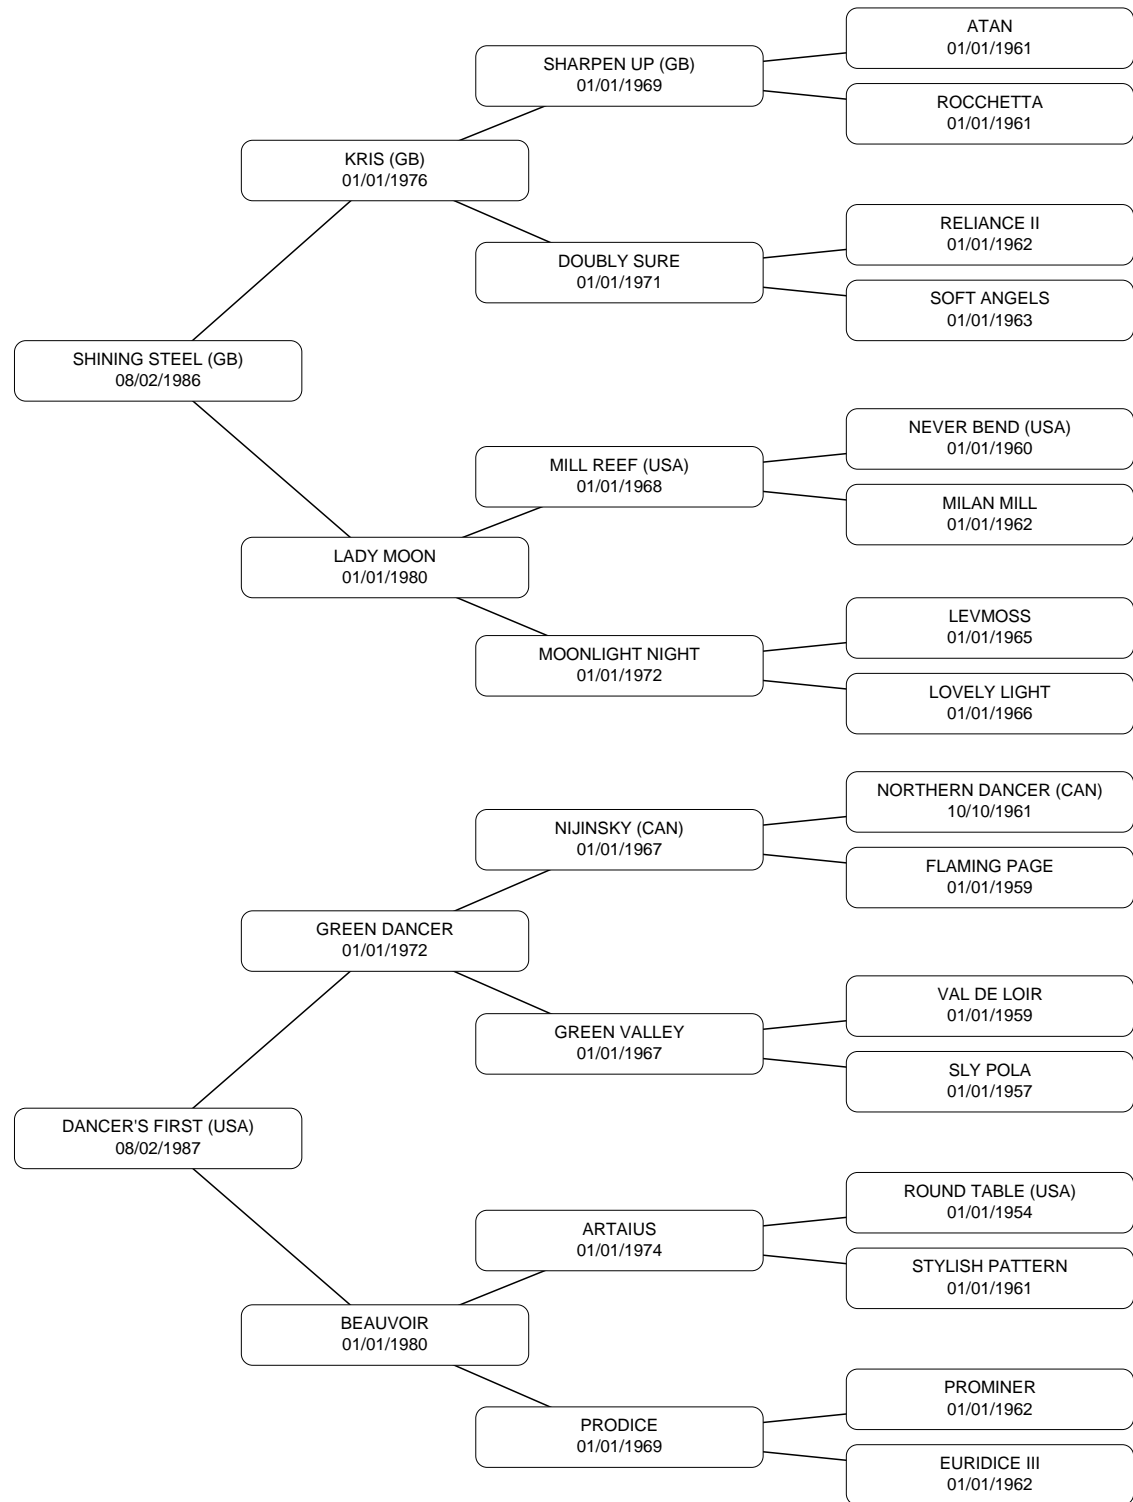 ATAN
01/01/1961
SHARPEN UP (GB)
01/01/1969
ROCCHETTA
01/01/1961
KRIS (GB)
01/01/1976
RELIANCE II
01/01/1962
DOUBLY SURE
01/01/1971
SOFT ANGELS
01/01/1963
SHINING STEEL (GB)
08/02/1986
NEVER BEND (USA)
01/01/1960
MILL REEF (USA)
01/01/1968
MILAN MILL
01/01/1962
LADY MOON
01/01/1980
LEVMOSS
01/01/1965
MOONLIGHT NIGHT
01/01/1972
LOVELY LIGHT
01/01/1966
NORTHERN DANCER (CAN)
10/10/1961
NIJINSKY (CAN)
01/01/1967
FLAMING PAGE
01/01/1959
GREEN DANCER
01/01/1972
VAL DE LOIR
01/01/1959
GREEN VALLEY
01/01/1967
SLY POLA
01/01/1957
DANCER'S FIRST (USA)
08/02/1987
ROUND TABLE (USA)
01/01/1954
ARTAIUS
01/01/1974
STYLISH PATTERN
01/01/1961
BEAUVOIR
01/01/1980
PROMINER
01/01/1962
PRODICE
01/01/1969
EURIDICE III
01/01/1962